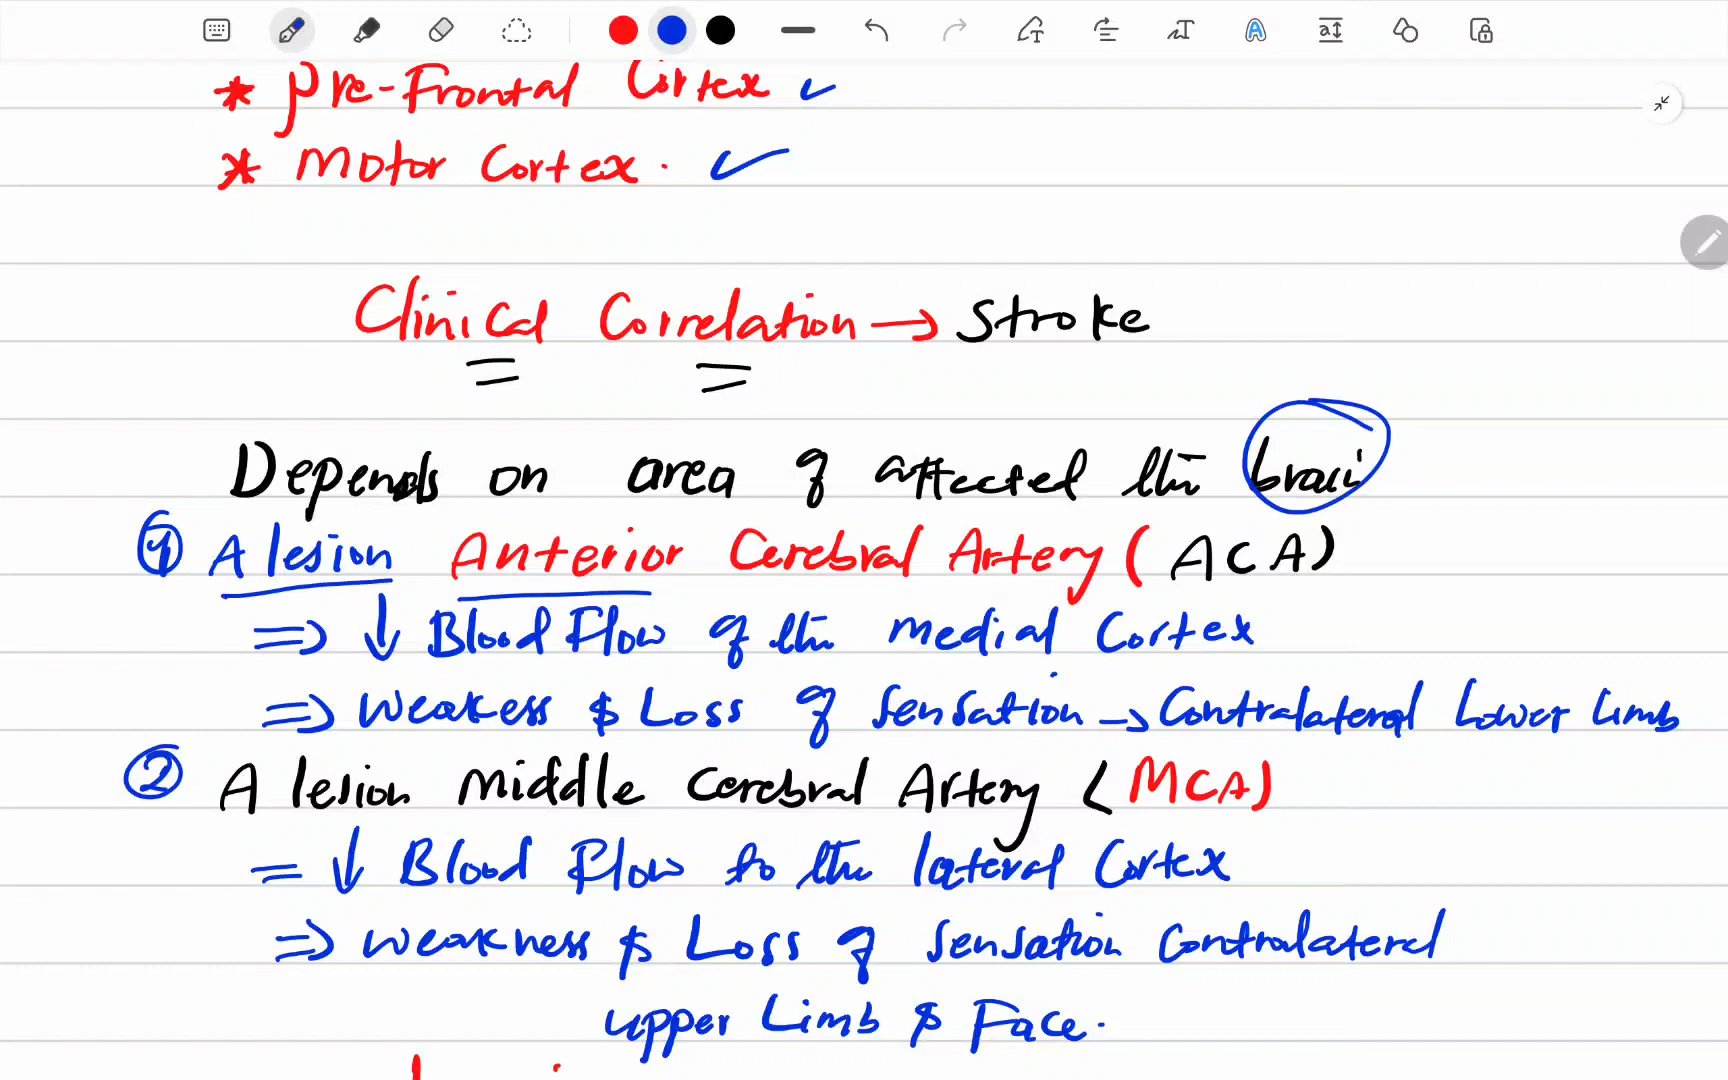 * Pre-Frontal Cortex ✓
* Motor Cortex. ✓
Clinical Correlation → Stroke
Depends on area of affected the brain
① A lesion Anterior Cerebral Artery (ACA)
⇒ ↓ Blood Flow of the medial Cortex
⇒ weakess & Loss of sensation → Contralateral Lower limb
② A lesion Middle Cerebral Artery (MCA)
= ↓ Blood Flow to the lateral Cortex
⇒ weakness & Loss of sensation Contralateral
upper Limb & Face.